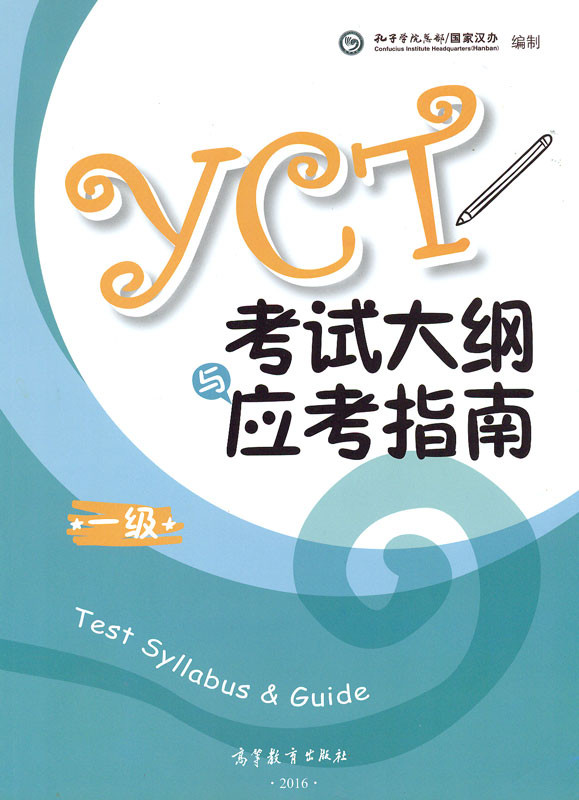 孔子学院总部/国家汉办
Confucius Institute Headquarters(Hanban)
编制
YCT
考试大纲
与
应考指南
一级
Test Syllabus & Guide
高等教育出版社
·2016·